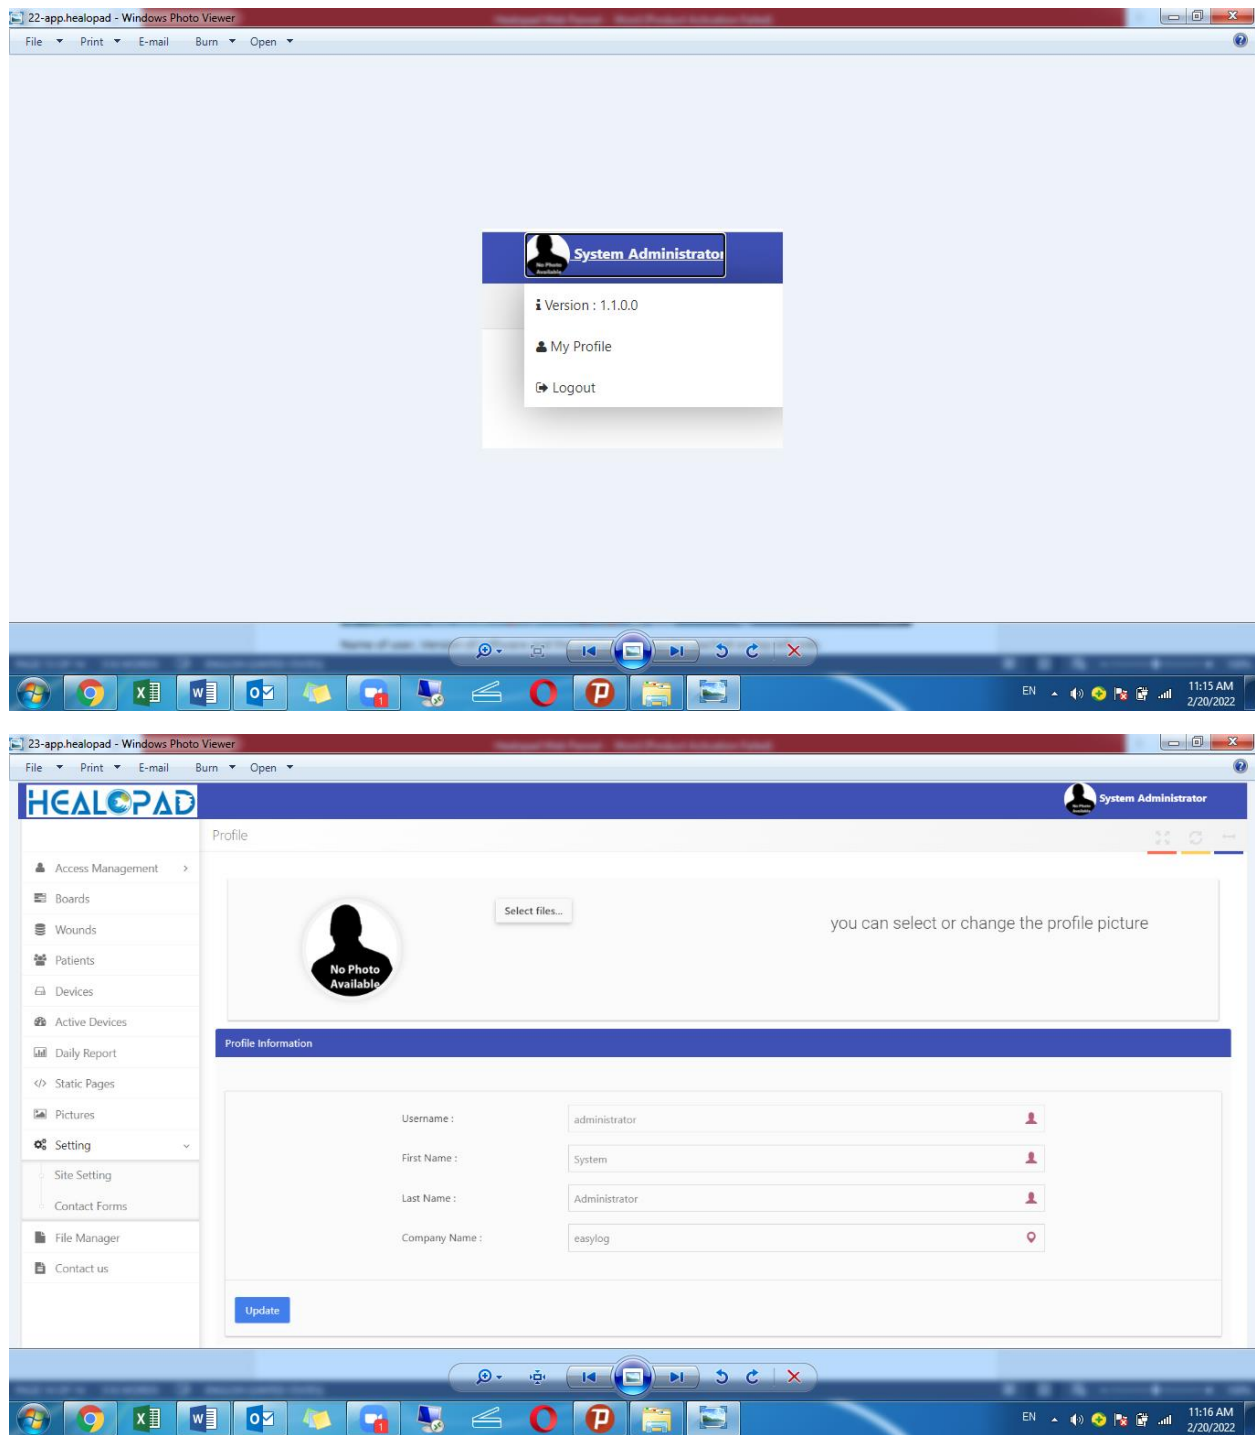 22-app.healopad - Windows Photo Viewer
File Print E-mail Burn Open
No Photo
Available
System Administrator
Version : 1.1.0.0
My Profile
Logout
EN
11:15 AM
2/20/2022
23-app.healopad - Windows Photo Viewer
File Print E-mail Burn Open
HEALOPAD
System Administrator
Profile
Access Management
Boards
Wounds
Patients
Devices
Active Devices
Daily Report
Static Pages
Pictures
Setting
Site Setting
Contact Forms
File Manager
Contact us
No Photo
Available
Select files...
you can select or change the profile picture
Profile Information
Username : administrator
First Name : System
Last Name : Administrator
Company Name : easylog
Update
EN
11:16 AM
2/20/2022